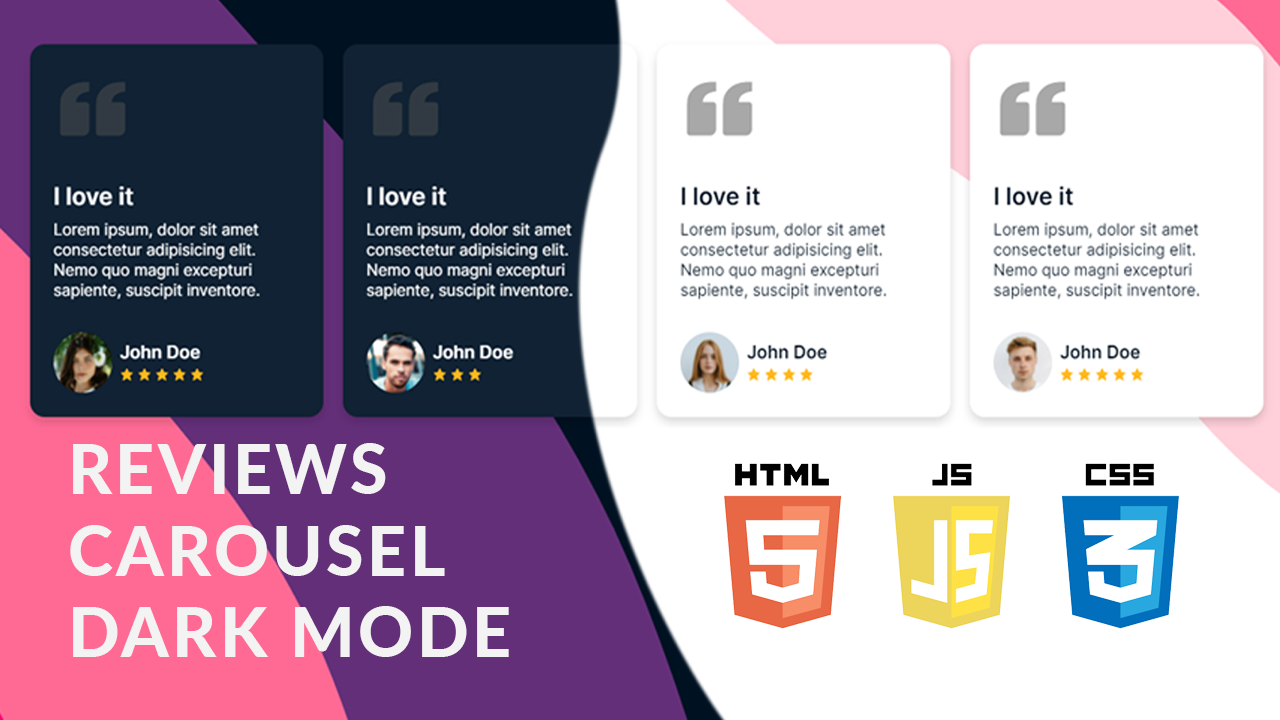 I love it
Lorem ipsum, dolor sit amet
consectetur adipisicing elit.
Nemo quo magni excepturi
sapiente, suscipit inventore.
John Doe
I love it
Lorem ipsum, dolor sit amet
consectetur adipisicing elit.
Nemo quo magni excepturi
sapiente, suscipit inventore.
John Doe
I love it
Lorem ipsum, dolor sit amet
consectetur adipisicing elit.
Nemo quo magni excepturi
sapiente, suscipit inventore.
John Doe
I love it
Lorem ipsum, dolor sit amet
consectetur adipisicing elit.
Nemo quo magni excepturi
sapiente, suscipit inventore.
John Doe
REVIEWS
CAROUSEL
DARK MODE
HTML
5
JS
JS
CSS
3